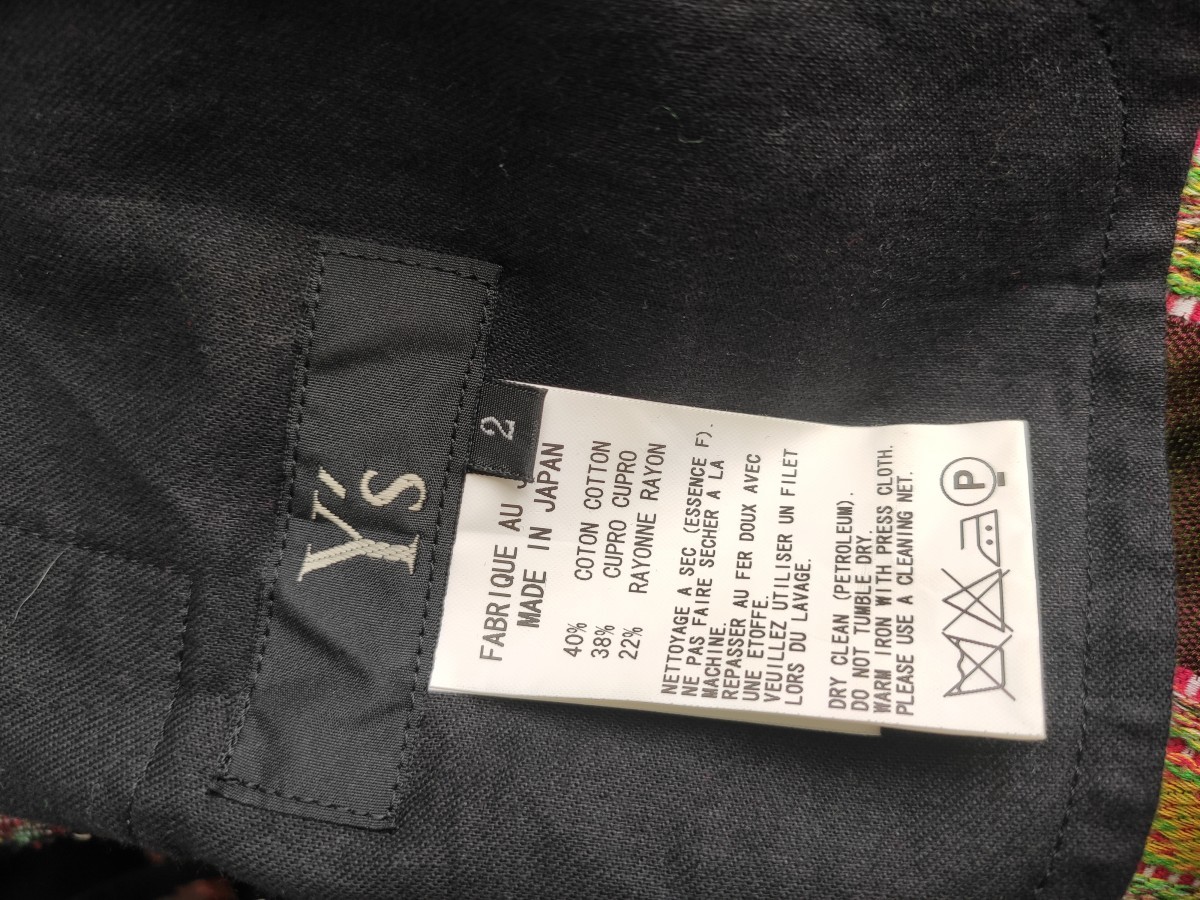 Y's
2
FABRIQUE AU
MADE IN JAPAN
40% COTON COTTON
38% CUPRO CUPRO
22% RAYONNE RAYON
NETTOYAGE A SEC (ESSENCE F).
NE PAS FAIRE SECHER A LA
MACHINE.
REPASSER AU FER DOUX AVEC
UNE ETOFFE.
VEUILLEZ UTILISER UN FILET
LORS DU LAVAGE.
DRY CLEAN (PETROLEUM).
DO NOT TUMBLE DRY.
WARM IRON WITH PRESS CLOTH.
PLEASE USE A CLEANING NET.
P